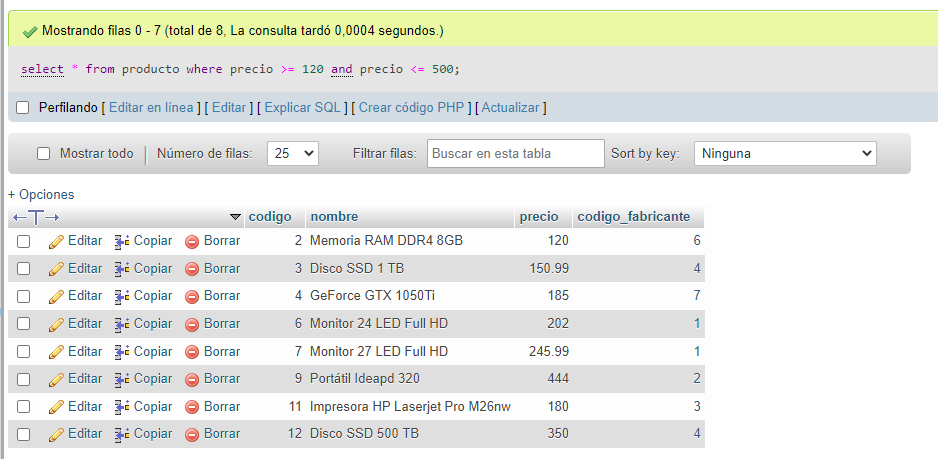 Mostrando filas 0 - 7 (total de 8, La consulta tardó 0,0004 segundos.)
select * from producto where precio >= 120 and precio <= 500;
Perfilando [ Editar en línea ] [ Editar ] [ Explicar SQL ] [ Crear código PHP ] [ Actualizar ]
Mostrar todo Número de filas: 25 Filtrar filas: Buscar en esta tabla Sort by key: Ninguna
+ Opciones
←T→ codigo nombre precio codigo_fabricante
Editar Copiar Borrar 2 Memoria RAM DDR4 8GB 120 6
Editar Copiar Borrar 3 Disco SSD 1 TB 150.99 4
Editar Copiar Borrar 4 GeForce GTX 1050Ti 185 7
Editar Copiar Borrar 6 Monitor 24 LED Full HD 202 1
Editar Copiar Borrar 7 Monitor 27 LED Full HD 245.99 1
Editar Copiar Borrar 9 Portátil Ideapd 320 444 2
Editar Copiar Borrar 11 Impresora HP Laserjet Pro M26nw 180 3
Editar Copiar Borrar 12 Disco SSD 500 TB 350 4